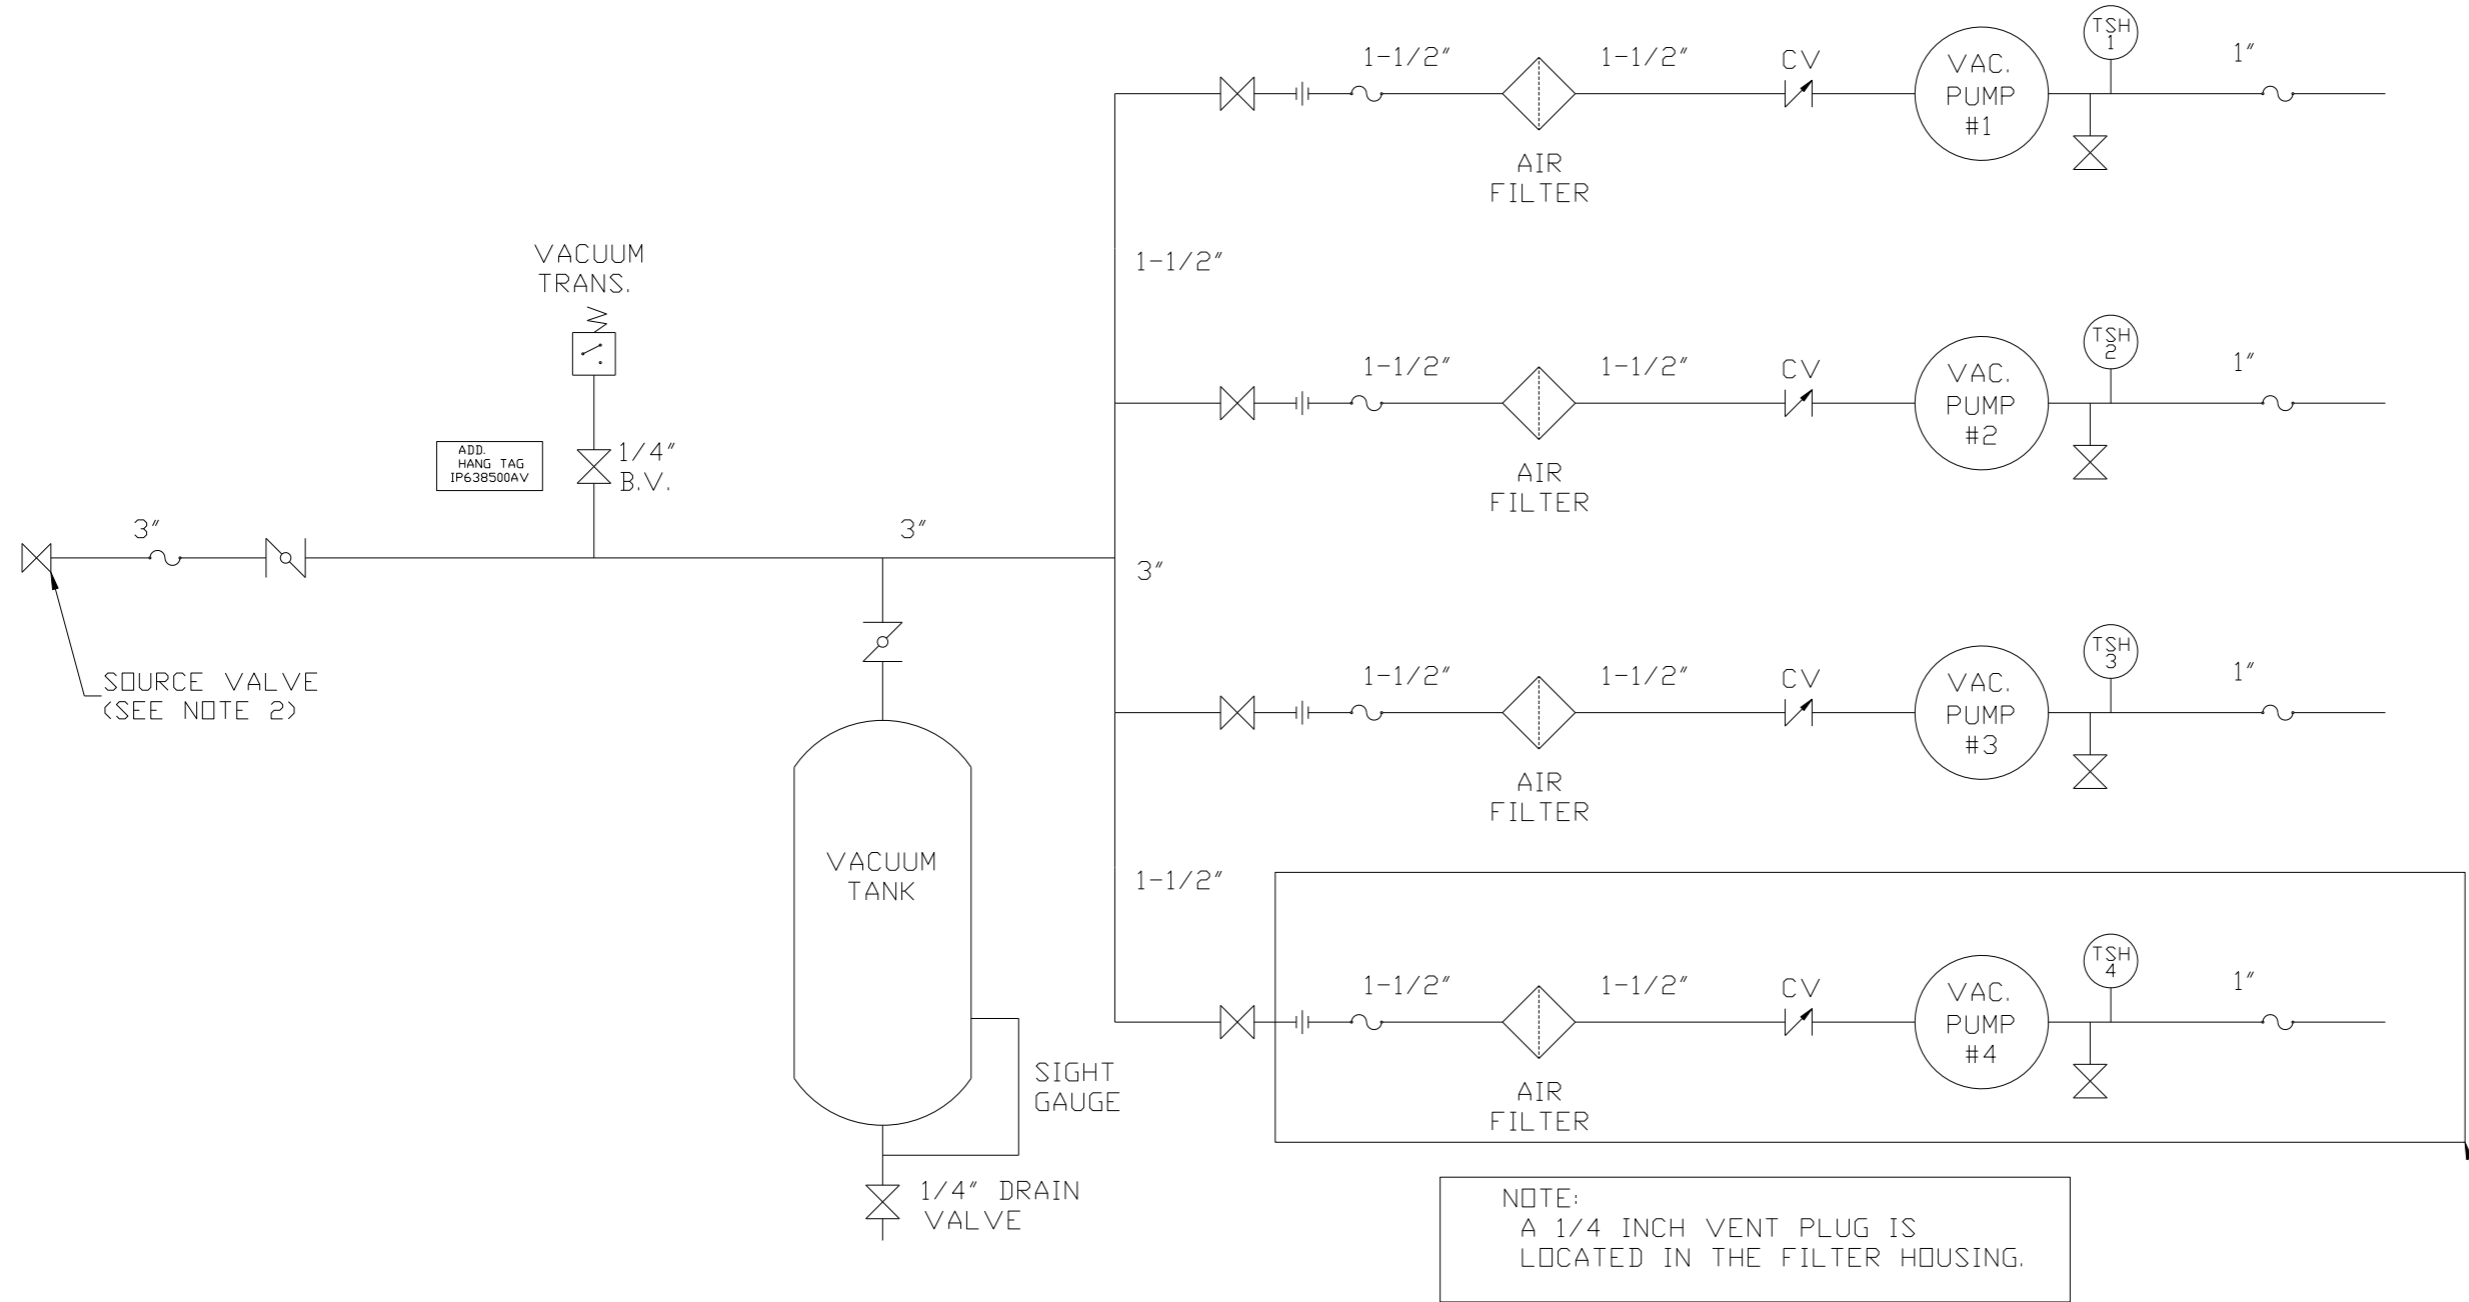 1-1/2"
1-1/2"
CV
VAC.
PUMP
#1
TSH
1
1"
AIR
FILTER
VACUUM
TRANS.
1-1/2"
1-1/2"
1-1/2"
CV
VAC.
PUMP
#2
TSH
2
1"
AIR
FILTER
ADD.
HANG TAG
IP638500AV
1/4"
B.V.
3"
3"
3"
SOURCE VALVE
(SEE NOTE 2)
1-1/2"
1-1/2"
CV
VAC.
PUMP
#3
TSH
3
1"
AIR
FILTER
VACUUM
TANK
1-1/2"
1-1/2"
1-1/2"
CV
VAC.
PUMP
#4
TSH
4
1"
AIR
FILTER
SIGHT
GAUGE
1/4" DRAIN
VALVE
NOTE:
A 1/4 INCH VENT PLUG IS
LOCATED IN THE FILTER HOUSING.